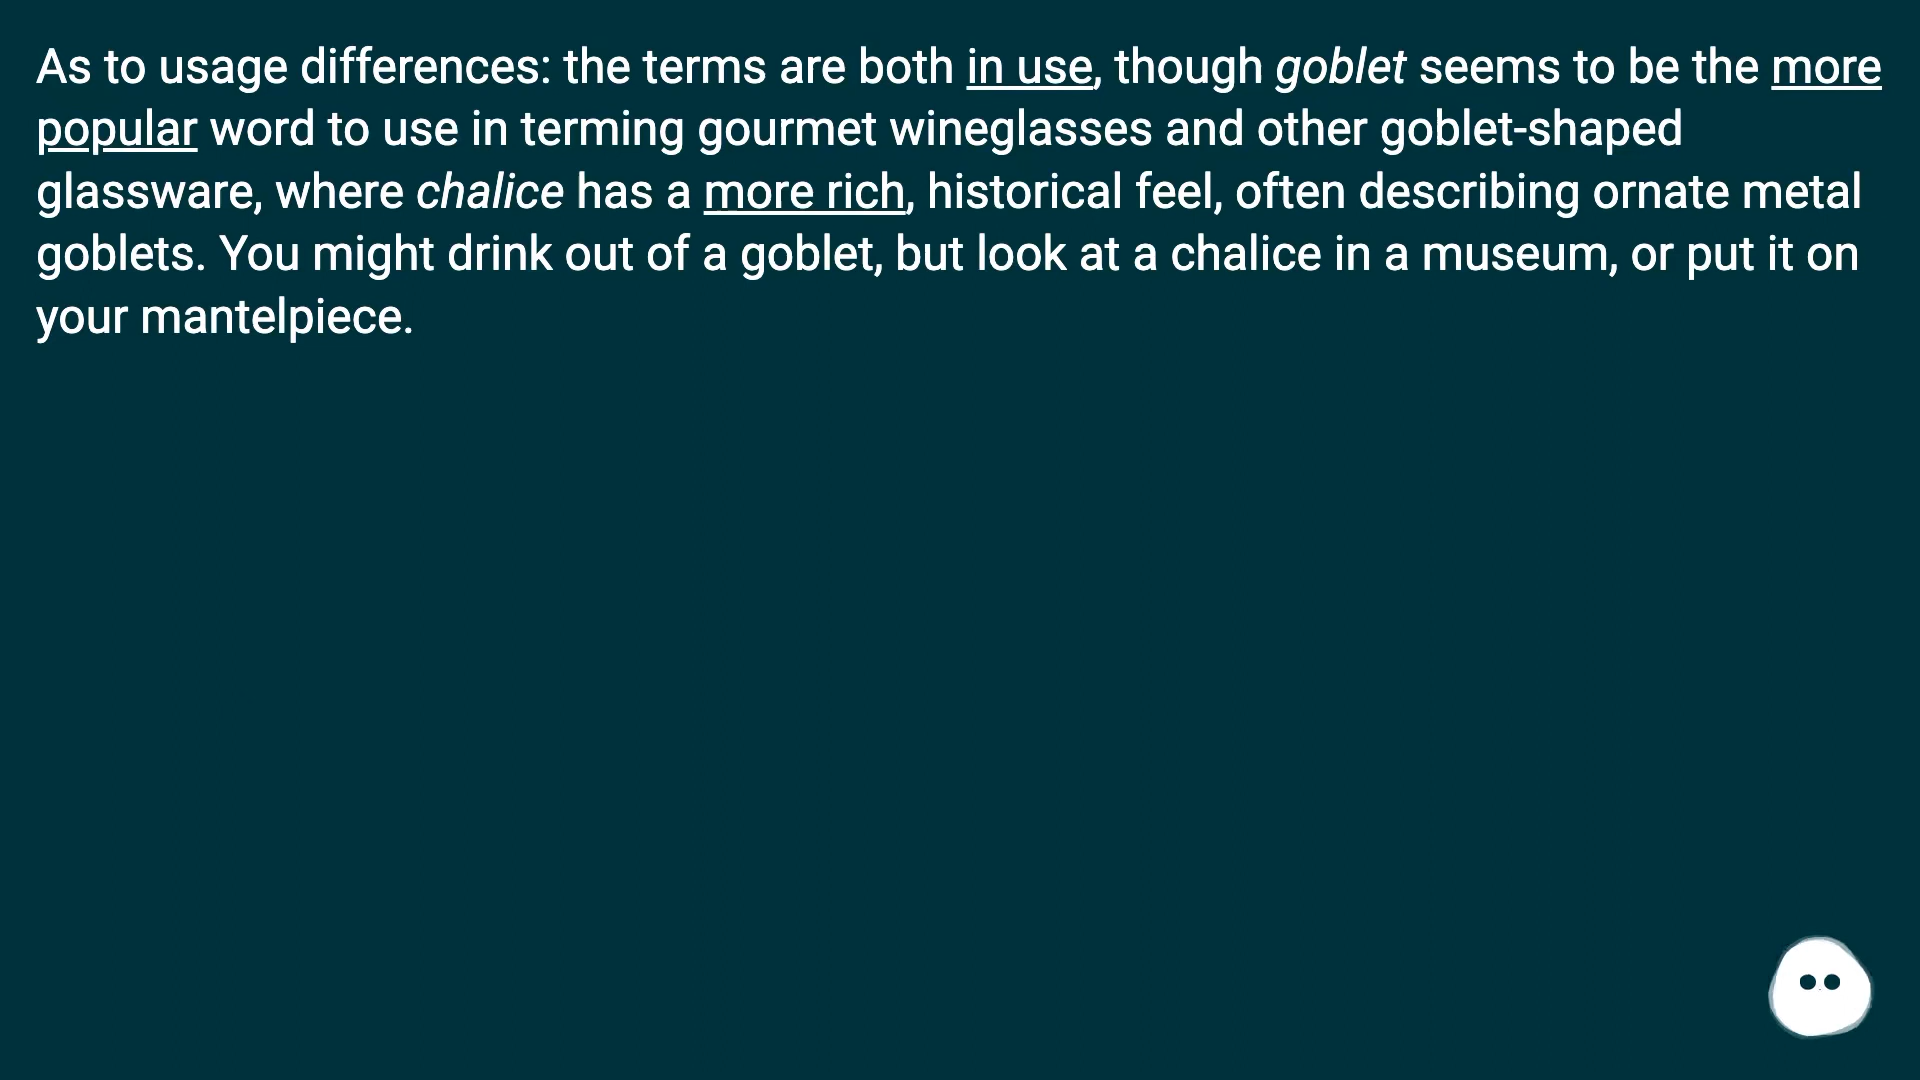 As to usage differences: the terms are both in use, though goblet seems to be the more
popular word to use in terming gourmet wineglasses and other goblet-shaped
glassware, where chalice has a more rich, historical feel, often describing ornate metal
goblets. You might drink out of a goblet, but look at a chalice in a museum, or put it on
your mantelpiece.